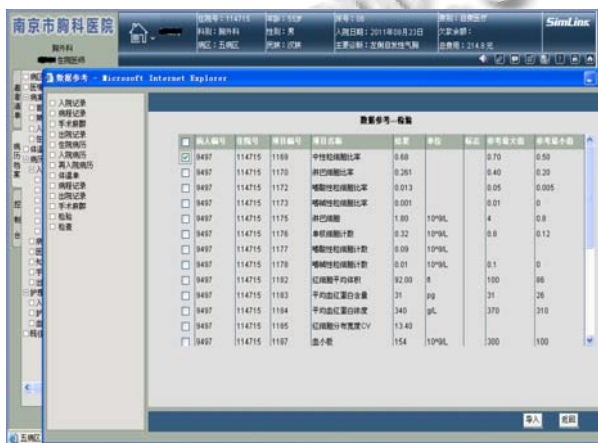 南京市胸科医院
胸外科
住院医师
住院号：114715 年龄：55岁 床号：06 费别：自费医疗
科别：胸外科 性别：男 入院日期：2011年08月23日 欠款余额：
病区：五病区 民族：汉族 主要诊断：左侧自发性气胸 总费用：214.8元
SimLins
数据参考 - Microsoft Internet Explorer
入院记录
病程记录
手术麻醉
出院记录
住院病历
入院病历
再入院病历
体温单
病程记录
手术麻醉
检验
检查
数据参考--检验
病人编号 住院号 项目编号 项目名称 结果 单位 标志 参考最大值 参考最小值
9497 114715 1169 中性粒细胞比率 0.68 0.70 0.50
9497 114715 1170 淋巴细胞比率 0.261 0.40 0.20
9497 114715 1172 嗜酸性粒细胞比率 0.013 0.05 0.005
9497 114715 1173 嗜碱性粒细胞比率 0.001 0.01 0
9497 114715 1175 淋巴细胞 1.80 10^9/L 4 0.8
9497 114715 1176 单核细胞计数 0.32 10^9/L 0.8 0.12
9497 114715 1177 嗜酸性粒细胞计数 0.09 10^9/L
9497 114715 1178 嗜碱性粒细胞计数 0.01 10^9/L 0.1 0
9497 114715 1182 红细胞平均体积 92.00 fl 100 86
9497 114715 1183 平均血红蛋白含量 31 pg 31 26
9497 114715 1184 平均血红蛋白浓度 340 g/L 370 310
9497 114715 1185 红细胞分布宽度CV 13.40
9497 114715 1187 血小板 154 10^9/L 300 100
导入 返回
五病区